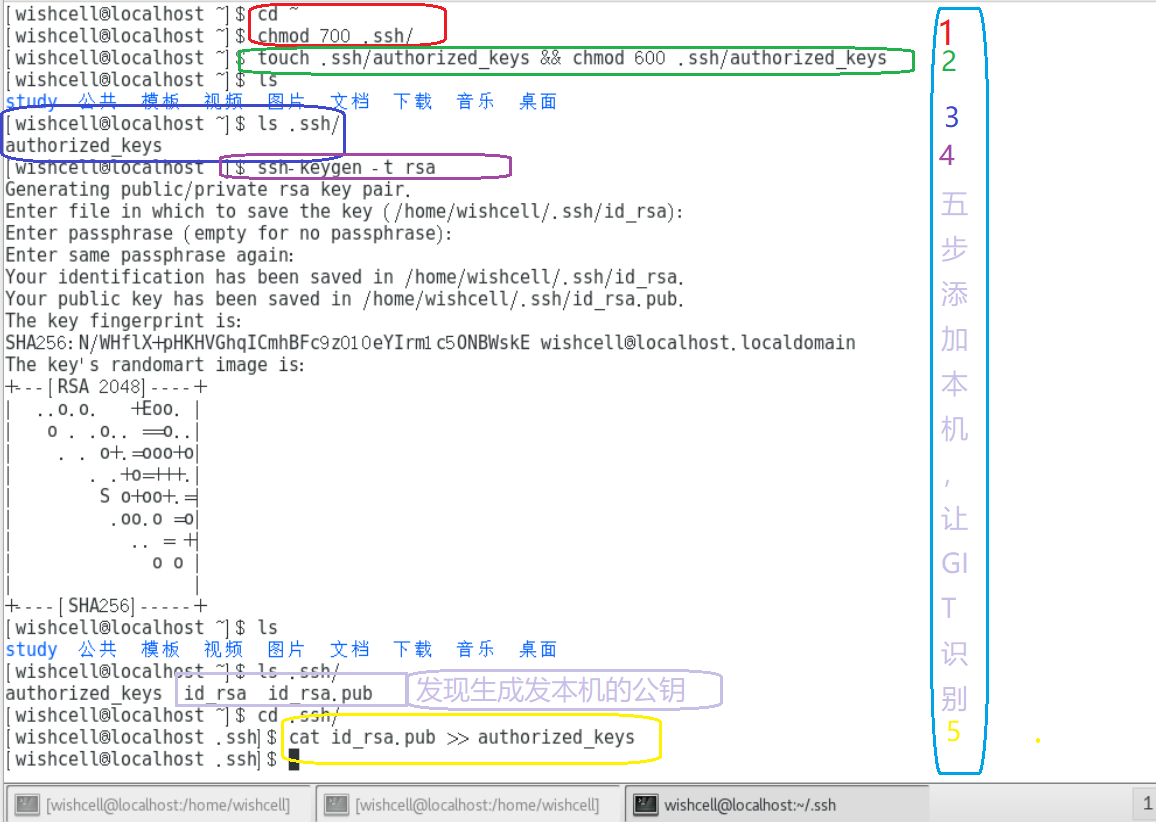 [wishcell@localhost ~]$ cd ~
[wishcell@localhost ~]$ chmod 700 .ssh/
[wishcell@localhost ~]$ touch .ssh/authorized_keys && chmod 600 .ssh/authorized_keys
[wishcell@localhost ~]$ ls
study 公共 模板 视频 图片 文档 下载 音乐 桌面
[wishcell@localhost ~]$ ls .ssh/
authorized_keys
[wishcell@localhost ~]$ ssh-keygen -t rsa
Generating public/private rsa key pair.
Enter file in which to save the key (/home/wishcell/.ssh/id_rsa):
Enter passphrase (empty for no passphrase):
Enter same passphrase again:
Your identification has been saved in /home/wishcell/.ssh/id_rsa.
Your public key has been saved in /home/wishcell/.ssh/id_rsa.pub.
The key fingerprint is:
SHA256:N/WHflX+pHKHVGhqICmhBFc9z010eYIrm1c5ONBWskE wishcell@localhost.localdomain
The key's randomart image is:
+---[RSA 2048]----+
|  ..o.o.   +Eoo. |
|   o . .o.. ==o..|
|    . . o+.=ooo+o|
|       . .+o=+++.|
|        S o+oo+.=|
|         .oo.o =o|
|           .. = +|
|             o o |
|                 |
+----[SHA256]-----+
[wishcell@localhost ~]$ ls
study 公共 模板 视频 图片 文档 下载 音乐 桌面
[wishcell@localhost ~]$ ls .ssh/
authorized_keys id_rsa id_rsa.pub 发现生成发本机的公钥
[wishcell@localhost ~]$ cd .ssh/
[wishcell@localhost .ssh]$ cat id_rsa.pub >> authorized_keys
[wishcell@localhost .ssh]$
1
2
3
4
五步添加本机,让GIT识别
5
[wishcell@localhost:/home/wishcell]
[wishcell@localhost:/home/wishcell]
wishcell@localhost:~/.ssh
1